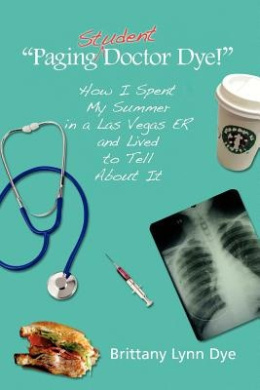 Student
"Paging Doctor Dye!"
How I Spent
My Summer
in a Las Vegas ER
and Lived
to Tell
About It
Brittany Lynn Dye